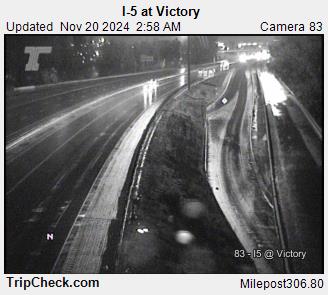 I-5 at Victory
Updated Nov 20 2024 2:58 AM Camera 83
T
N
83 - I5 @ Victory
TripCheck.com Milepost306.80